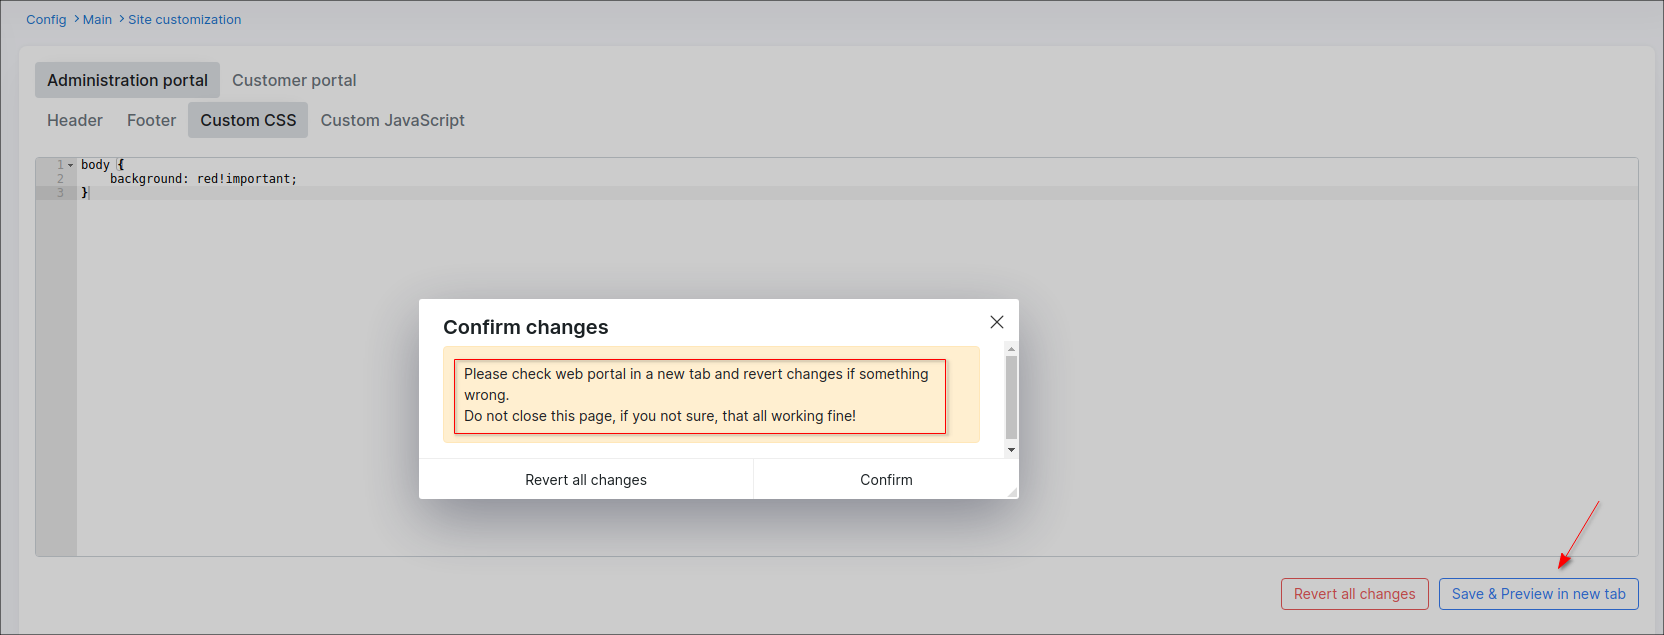 Config > Main > Site customization
Administration portal Customer portal
Header Footer Custom CSS Custom JavaScript
1 body {
2 background: red!important;
3 }
Confirm changes
Please check web portal in a new tab and revert changes if something
wrong.
Do not close this page, if you not sure, that all working fine!
Revert all changes Confirm
Revert all changes Save & Preview in new tab